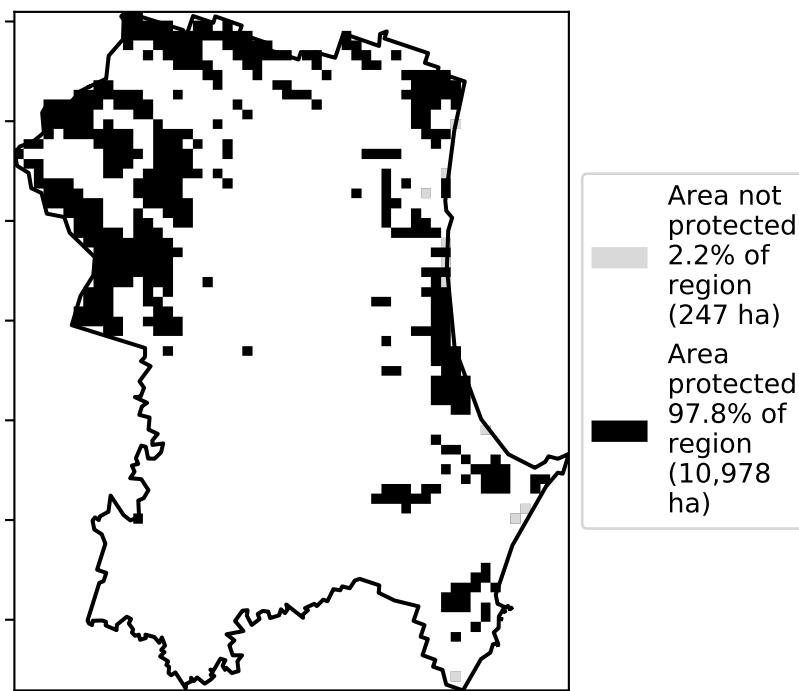 Area not
protected
2.2% of
region
(247 ha)
Area
protected
97.8% of
region
(10,978
ha)